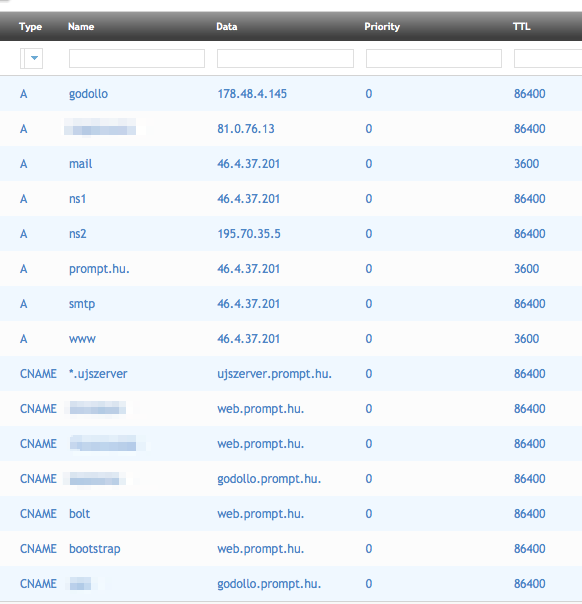 Type Name Data Priority TTL
A godollo 178.48.4.145 0 86400
A 81.0.76.13 0 86400
A mail 46.4.37.201 0 3600
A ns1 46.4.37.201 0 86400
A ns2 195.70.35.5 0 86400
A prompt.hu. 46.4.37.201 0 3600
A smtp 46.4.37.201 0 86400
A www 46.4.37.201 0 3600
CNAME *.ujszerver ujszerver.prompt.hu. 0 86400
CNAME web.prompt.hu. 0 86400
CNAME web.prompt.hu. 0 86400
CNAME godollo.prompt.hu. 0 86400
CNAME bolt web.prompt.hu. 0 86400
CNAME bootstrap web.prompt.hu. 0 86400
CNAME godollo.prompt.hu. 0 86400